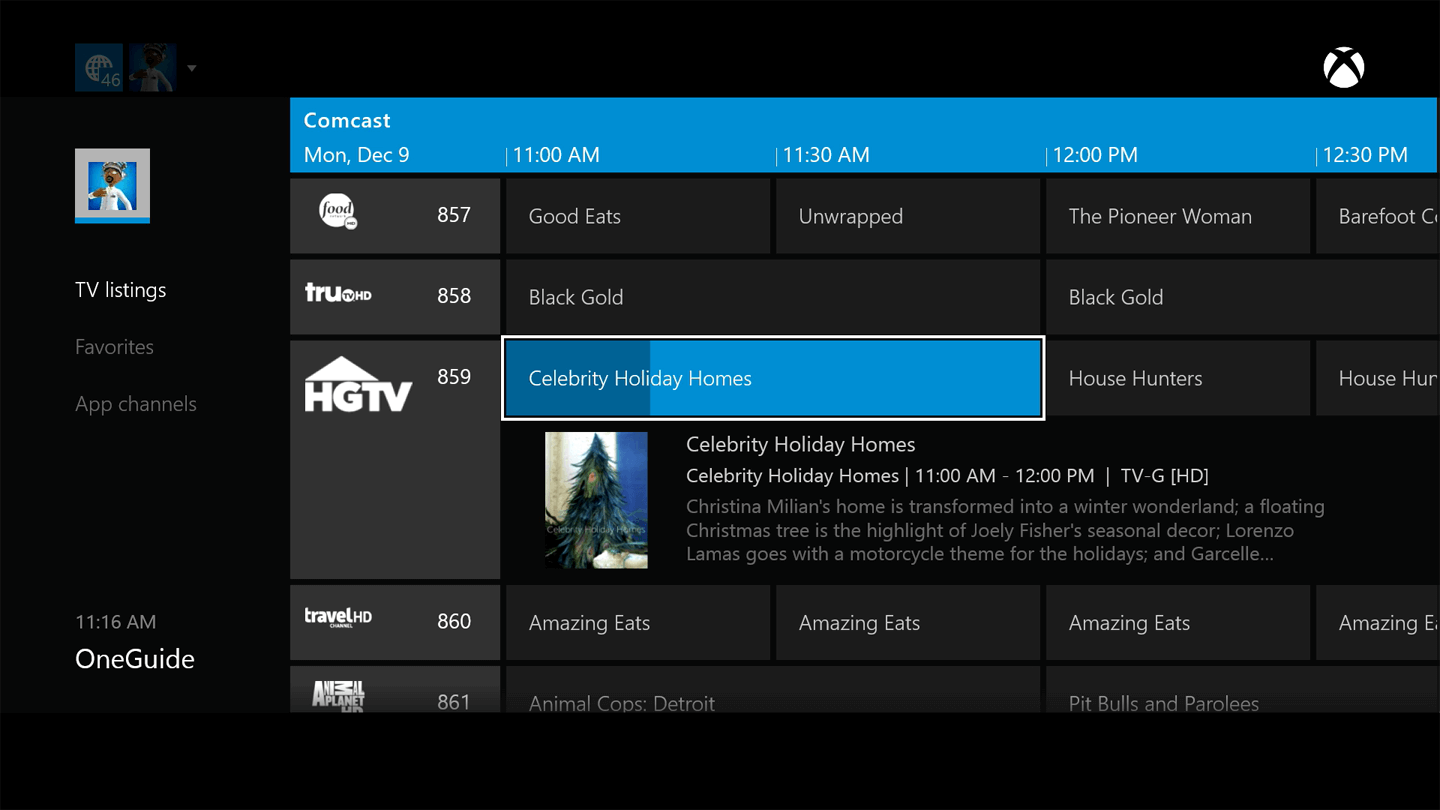 46
Comcast
Mon, Dec 9 11:00 AM 11:30 AM 12:00 PM 12:30 PM
food 857 Good Eats Unwrapped The Pioneer Woman Barefoot Co
TV listings
truTV HD 858 Black Gold Black Gold
Favorites
HGTV 859 Celebrity Holiday Homes House Hunters House Hun
App channels
Celebrity Holiday Homes
Celebrity Holiday Homes | 11:00 AM - 12:00 PM | TV-G [HD]
Christina Milian's home is transformed into a winter wonderland; a floating
Celebrity Holiday Homes
Christmas tree is the highlight of Joely Fisher's seasonal decor; Lorenzo
Lamas goes with a motorcycle theme for the holidays; and Garcelle...
11:16 AM
travel HD CHANNEL 860 Amazing Eats Amazing Eats Amazing Eats Amazing Ea
OneGuide
ANIMAL PLANET HD 861 Animal Cops: Detroit Pit Bulls and Parolees